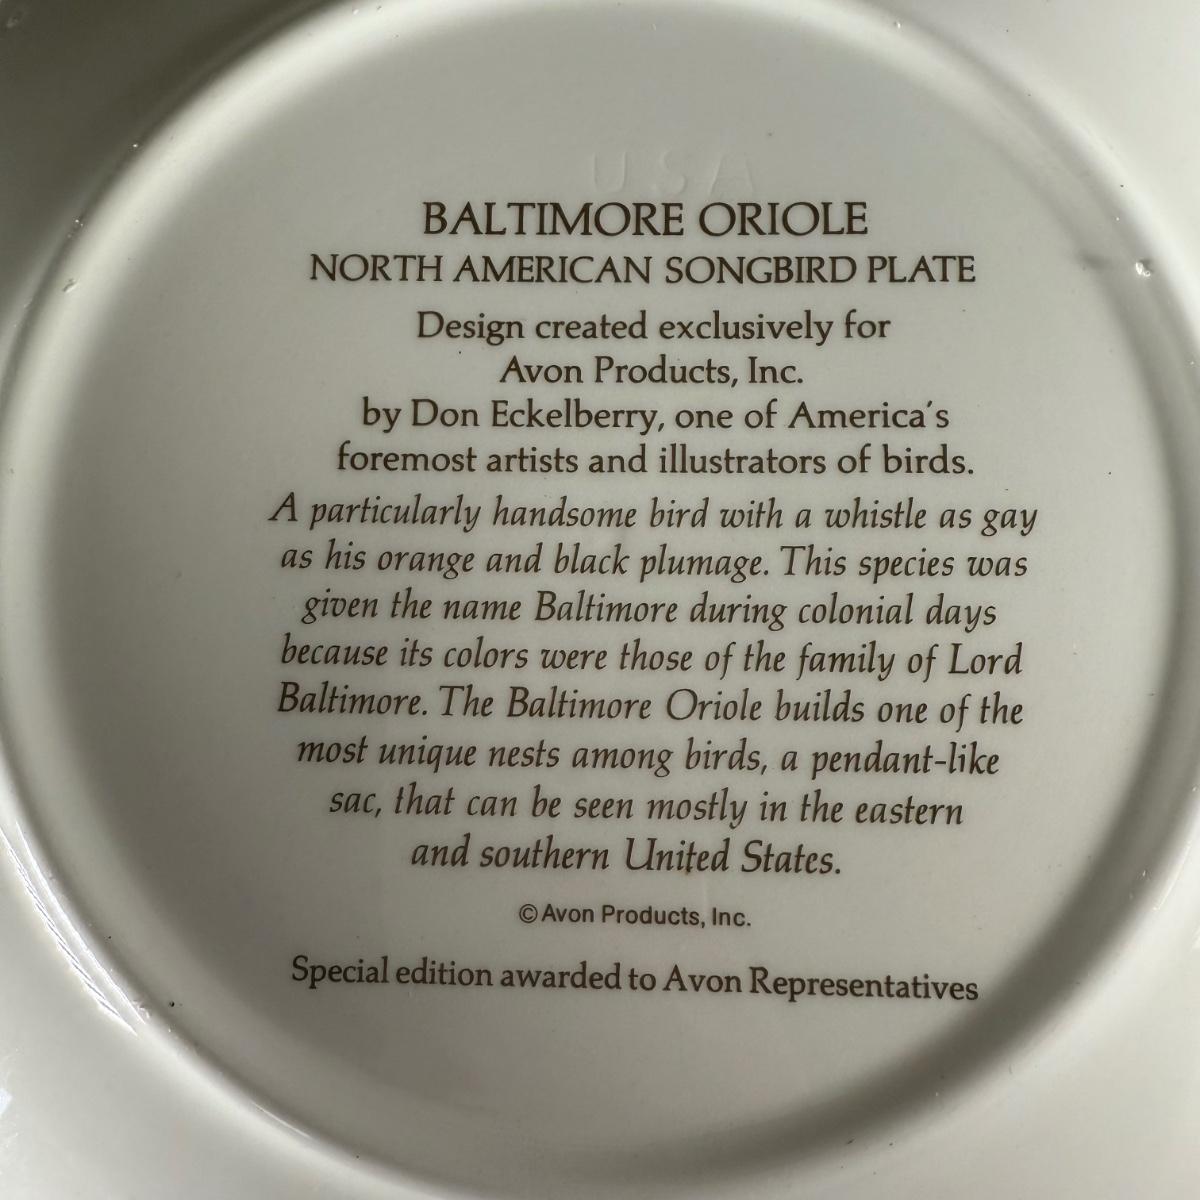 USA
BALTIMORE ORIOLE
NORTH AMERICAN SONGBIRD PLATE
Design created exclusively for
Avon Products, Inc.
by Don Eckelberry, one of America's
foremost artists and illustrators of birds.
A particularly handsome bird with a whistle as gay
as his orange and black plumage. This species was
given the name Baltimore during colonial days
because its colors were those of the family of Lord
Baltimore. The Baltimore Oriole builds one of the
most unique nests among birds, a pendant-like
sac, that can be seen mostly in the eastern
and southern United States.
© Avon Products, Inc.
Special edition awarded to Avon Representatives